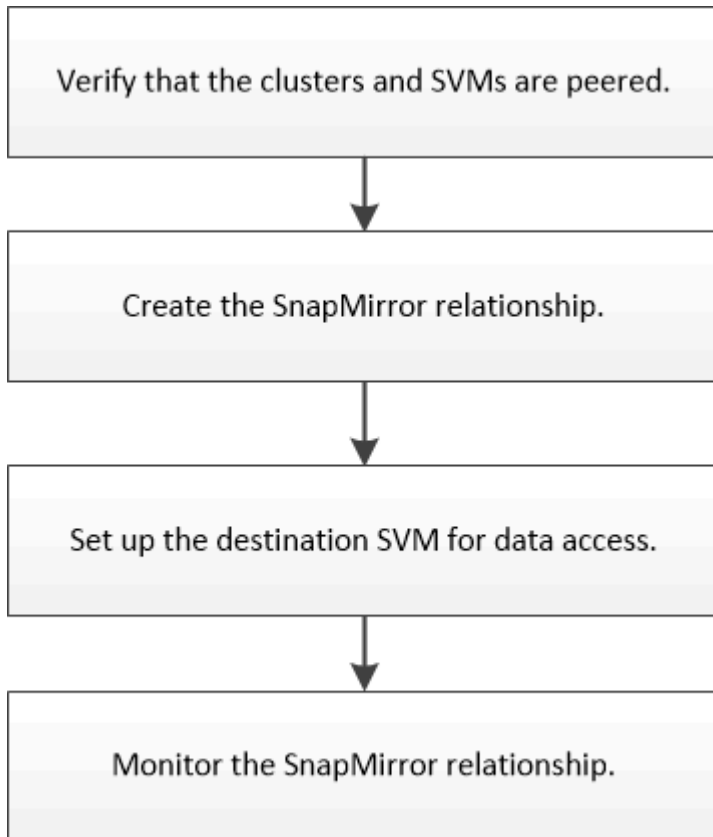 Verify that the clusters and SVMs are peered.
Create the SnapMirror relationship.
Set up the destination SVM for data access.
Monitor the SnapMirror relationship.